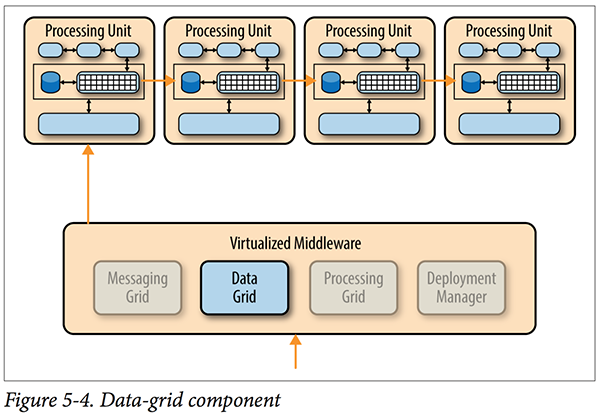 Processing Unit Processing Unit Processing Unit Processing Unit
Virtualized Middleware
Messaging Grid
Data Grid
Processing Grid
Deployment Manager
Figure 5-4. Data-grid component